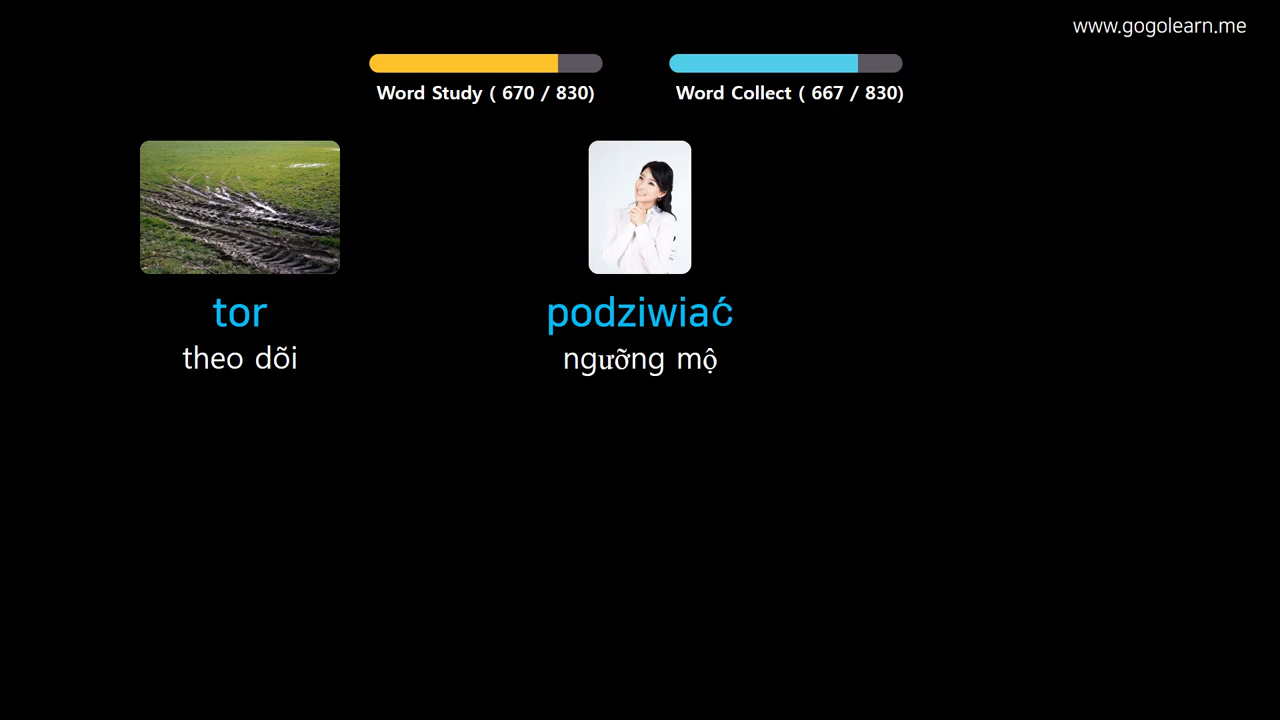 www.gogolearn.me
Word Study ( 670 / 830)
Word Collect ( 667 / 830)
tor
theo dõi
podziwiać
ngưỡng mộ